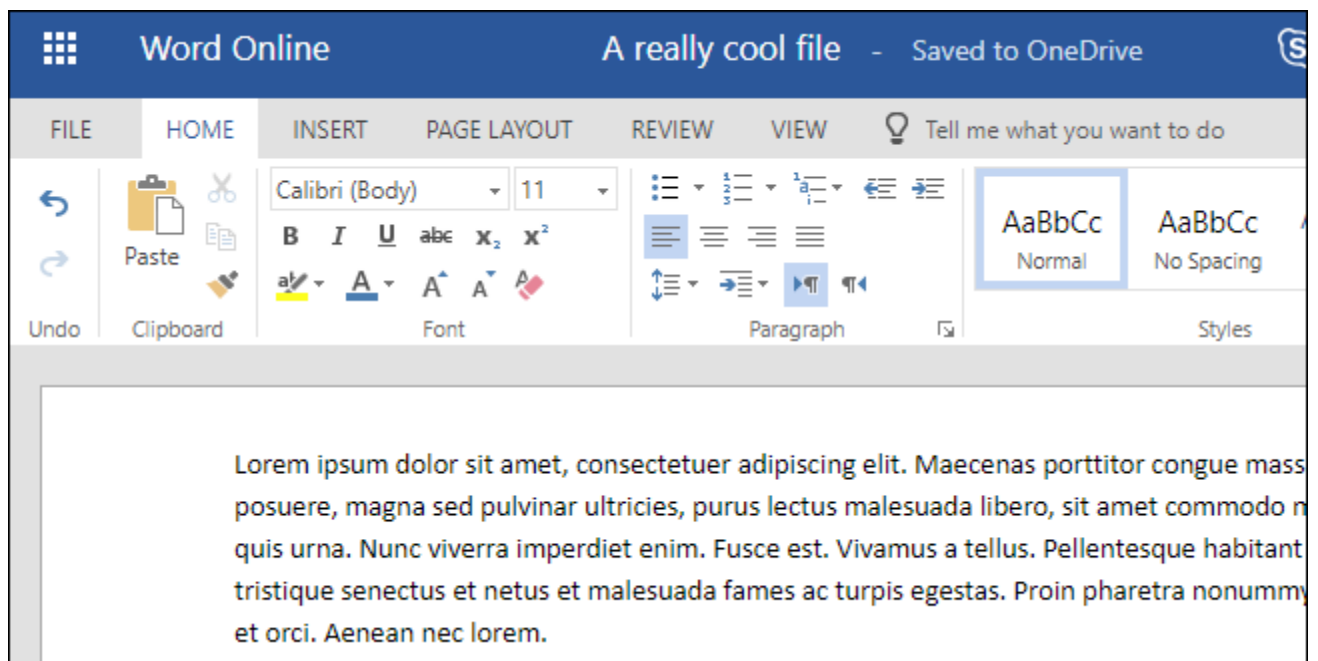 Word Online A really cool file - Saved to OneDrive
FILE HOME INSERT PAGE LAYOUT REVIEW VIEW Tell me what you want to do
Calibri (Body) 11
B I U abc x₂ x²
Paste
AaBbCc AaBbCc
Normal No Spacing
Undo Clipboard Font Paragraph Styles
Lorem ipsum dolor sit amet, consectetuer adipiscing elit. Maecenas porttitor congue mass
posuere, magna sed pulvinar ultricies, purus lectus malesuada libero, sit amet commodo
quis urna. Nunc viverra imperdiet enim. Fusce est. Vivamus a tellus. Pellentesque habitant
tristique senectus et netus et malesuada fames ac turpis egestas. Proin pharetra nonummy
et orci. Aenean nec lorem.